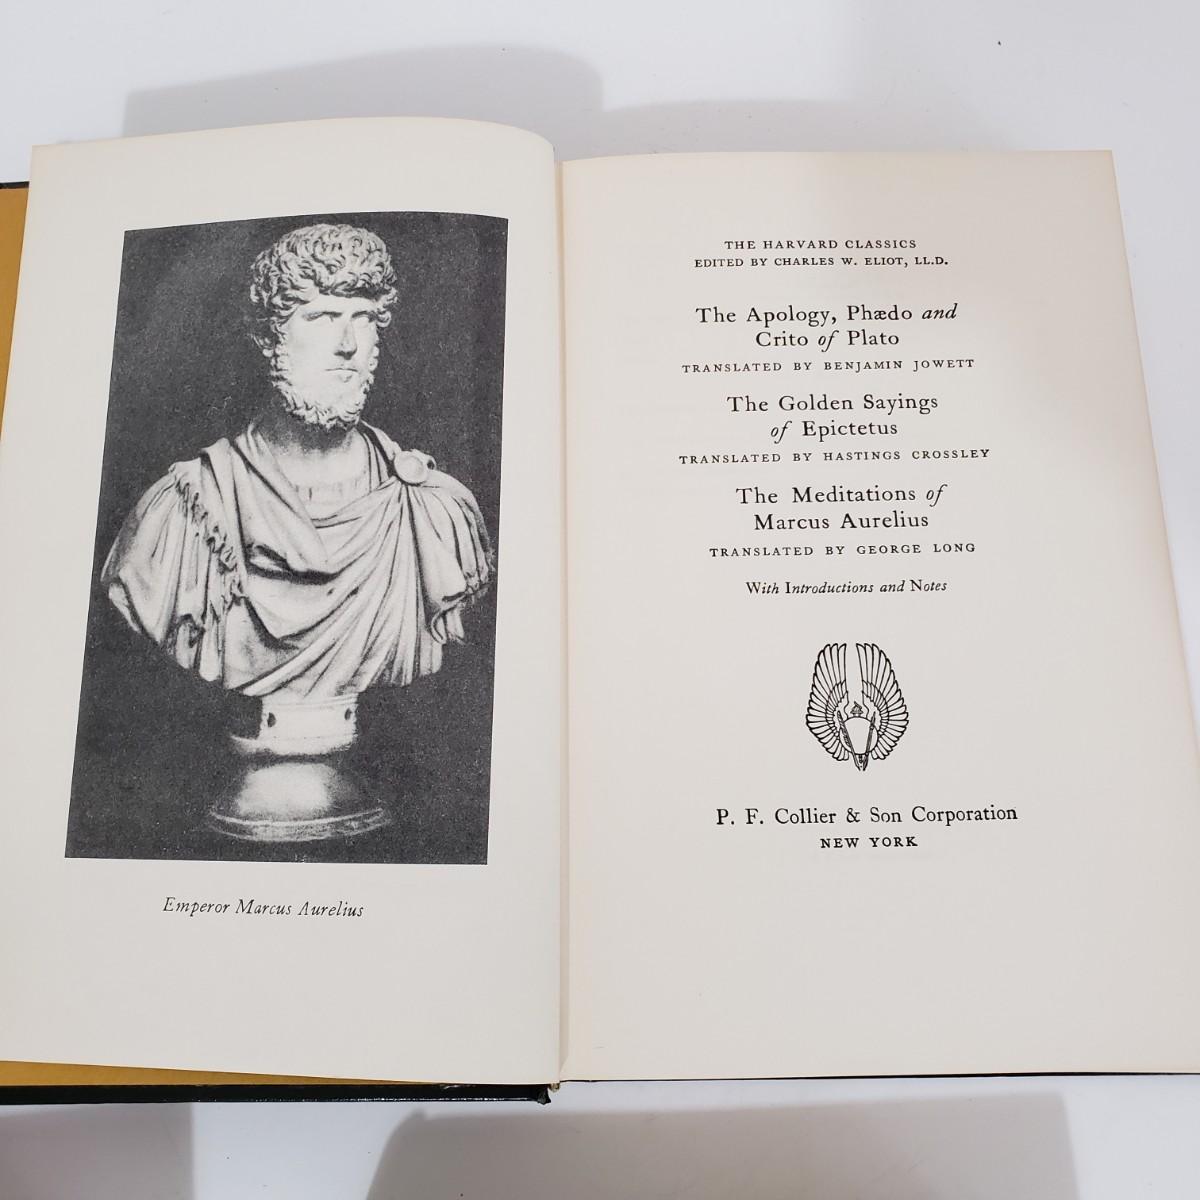 Emperor Marcus Aurelius
THE HARVARD CLASSICS
EDITED BY CHARLES W. ELIOT, LL.D.
The Apology, Phædo and
Crito of Plato
TRANSLATED BY BENJAMIN JOWETT
The Golden Sayings
of Epictetus
TRANSLATED BY HASTINGS CROSSLEY
The Meditations of
Marcus Aurelius
TRANSLATED BY GEORGE LONG
With Introductions and Notes
P. F. Collier & Son Corporation
NEW YORK